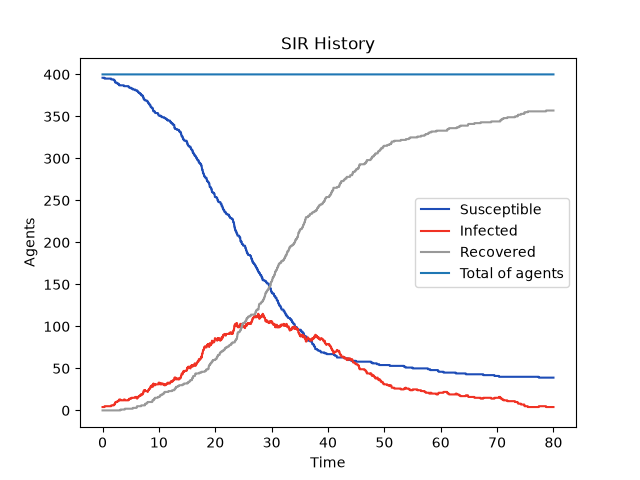 SIR History
Agents
400
350
300
250
200
150
100
50
0
Susceptible
Infected
Recovered
Total of agents
0 10 20 30 40 50 60 70 80
Time